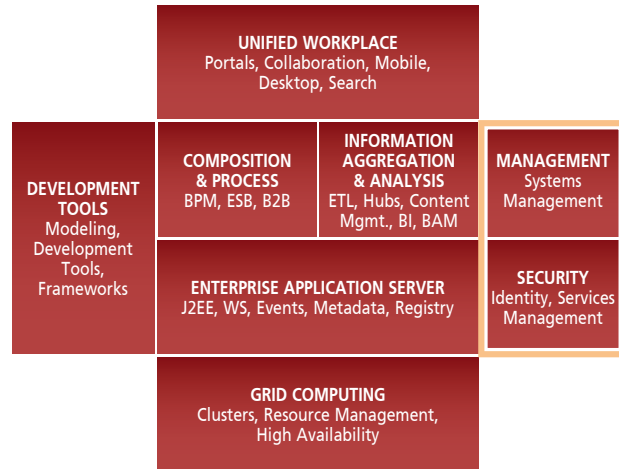 UNIFIED WORKPLACE
Portals, Collaboration, Mobile,
Desktop, Search
DEVELOPMENT
TOOLS
Modeling,
Development
Tools,
Frameworks
COMPOSITION
& PROCESS
BPM, ESB, B2B
INFORMATION
AGGREGATION
& ANALYSIS
ETL, Hubs, Content
Mgmt., BI, BAM
MANAGEMENT
Systems
Management
ENTERPRISE APPLICATION SERVER
J2EE, WS, Events, Metadata, Registry
SECURITY
Identity, Services
Management
GRID COMPUTING
Clusters, Resource Management,
High Availability